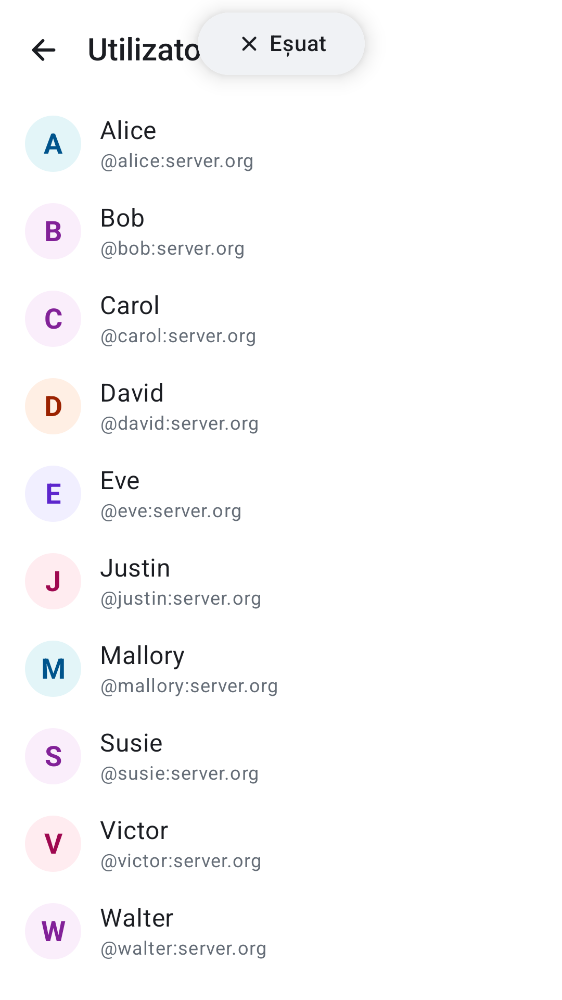 Utilizato
Eșuat
A
Alice
@alice:server.org
B
Bob
@bob:server.org
C
Carol
@carol:server.org
D
David
@david:server.org
E
Eve
@eve:server.org
J
Justin
@justin:server.org
M
Mallory
@mallory:server.org
S
Susie
@susie:server.org
V
Victor
@victor:server.org
W
Walter
@walter:server.org